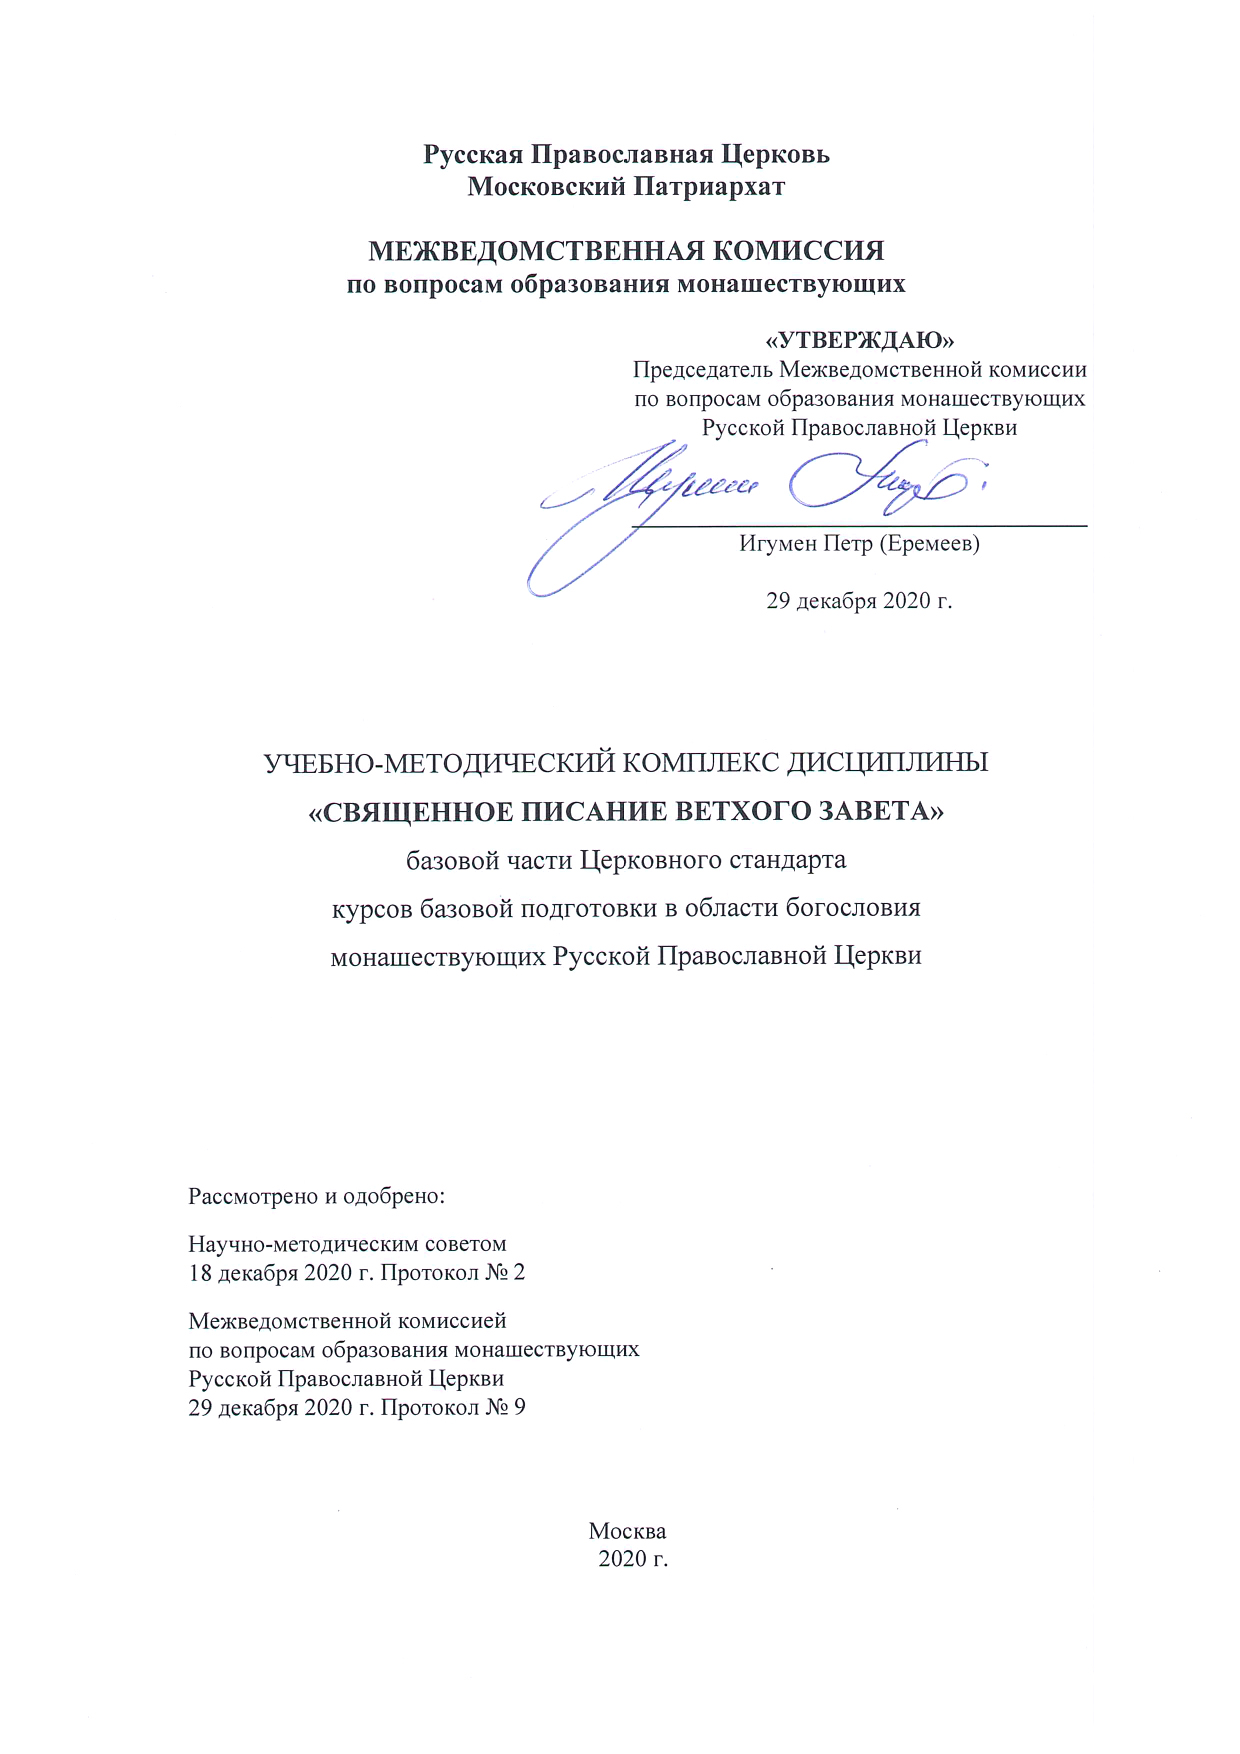 Русская Православная Церковь
Московский Патриархат
МЕЖВЕДОМСТВЕННАЯ КОМИССИЯ
по вопросам образования монашествующих
«УТВЕРЖДАЮ»
Председатель Межведомственной комиссии
по вопросам образования монашествующих
Русской Православной Церкви
Игумен Петр (Еремеев)
29 декабря 2020 г.
УЧЕБНО-МЕТОДИЧЕСКИЙ КОМПЛЕКС ДИСЦИПЛИНЫ
«СВЯЩЕННОЕ ПИСАНИЕ ВЕТХОГО ЗАВЕТА»
базовой части Церковного стандарта
курсов базовой подготовки в области богословия
монашествующих Русской Православной Церкви
Рассмотрено и одобрено:
Научно-методическим советом
18 декабря 2020 г. Протокол № 2
Межведомственной комиссией
по вопросам образования монашествующих
Русской Православной Церкви
29 декабря 2020 г. Протокол № 9
Москва
2020 г.